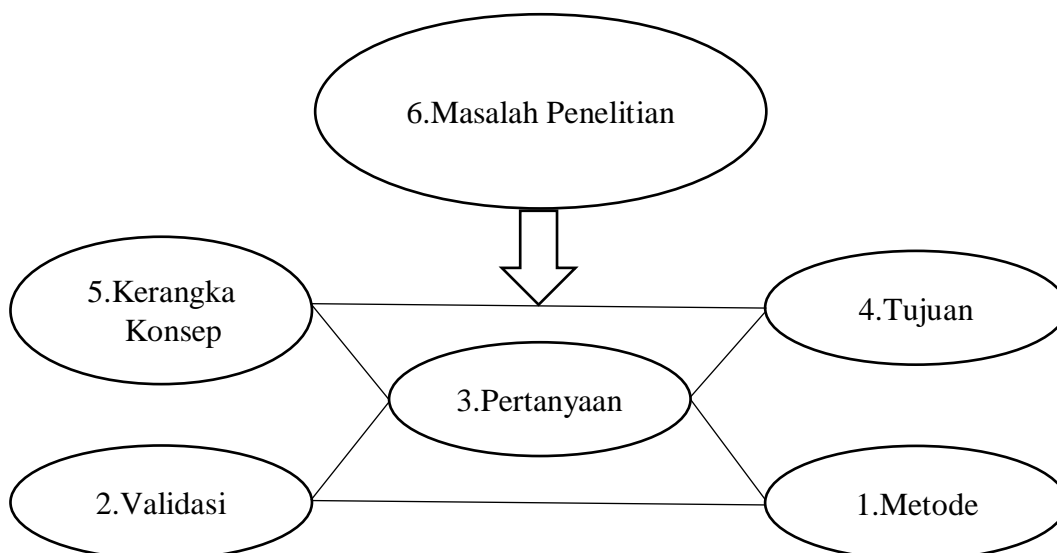 6.Masalah Penelitian
5.Kerangka
Konsep
4.Tujuan
3.Pertanyaan
2.Validasi
1.Metode